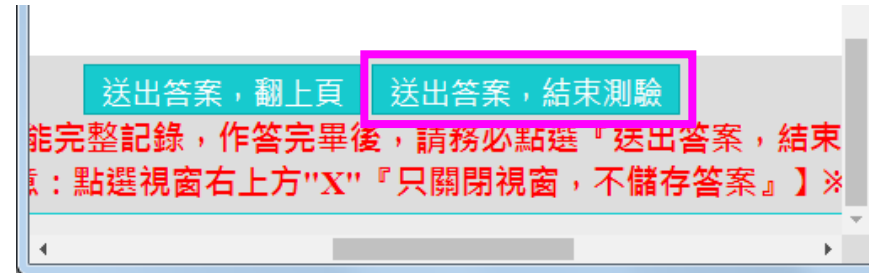 送出答案，翻上頁 送出答案，結束測驗
能完整記錄，作答完畢後，請務必點選『送出答案，結束
意：點選視窗右上方"X"『只關閉視窗，不儲存答案』】※